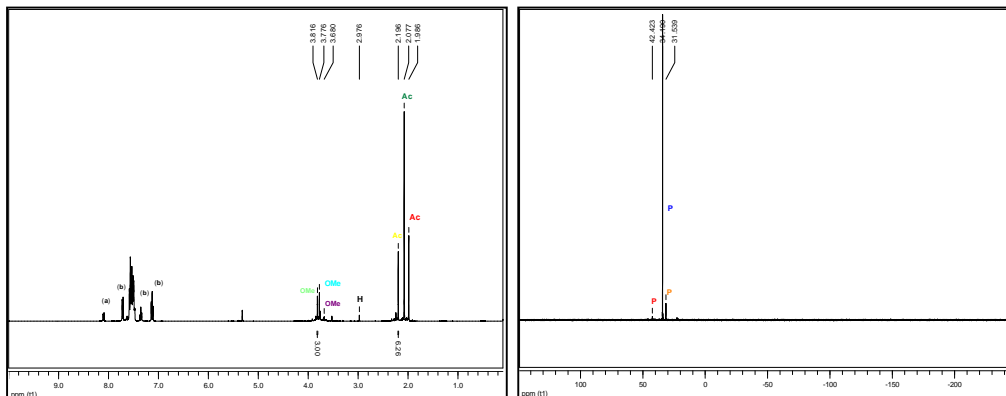 3.816
3.776
3.680
2.976
2.196
2.077
1.986
Ac
Ac
Ac
OMe
OMe
OMe
H
(a)
(b)
(b)
(b)
3.00
6.26
9.0 8.0 7.0 6.0 5.0 4.0 3.0 2.0 1.0
ppm (t1)
42.423
34.190
31.539
P
P
P
100 50 0 -50 -100 -150 -200
ppm (t1)